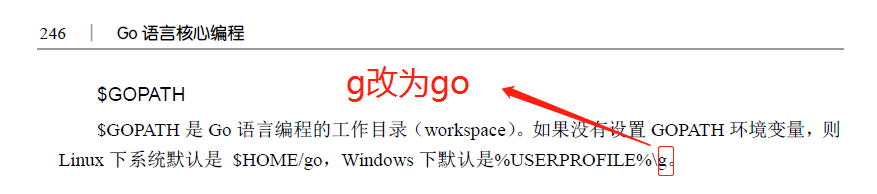 246 | Go 语言核心编程
g改为go
$GOPATH
$GOPATH 是 Go 语言编程的工作目录（workspace）。如果没有设置 GOPATH 环境变量，则
Linux 下系统默认是 $HOME/go，Windows 下默认是%USERPROFILE%\g。